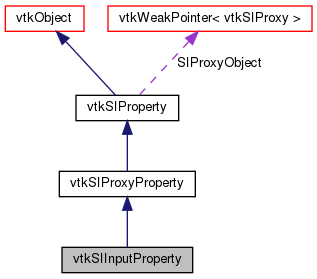 vtkObject
vtkWeakPointer< vtkSIProxy >
SIProxyObject
vtkSIProperty
vtkSIProxyProperty
vtkSIInputProperty